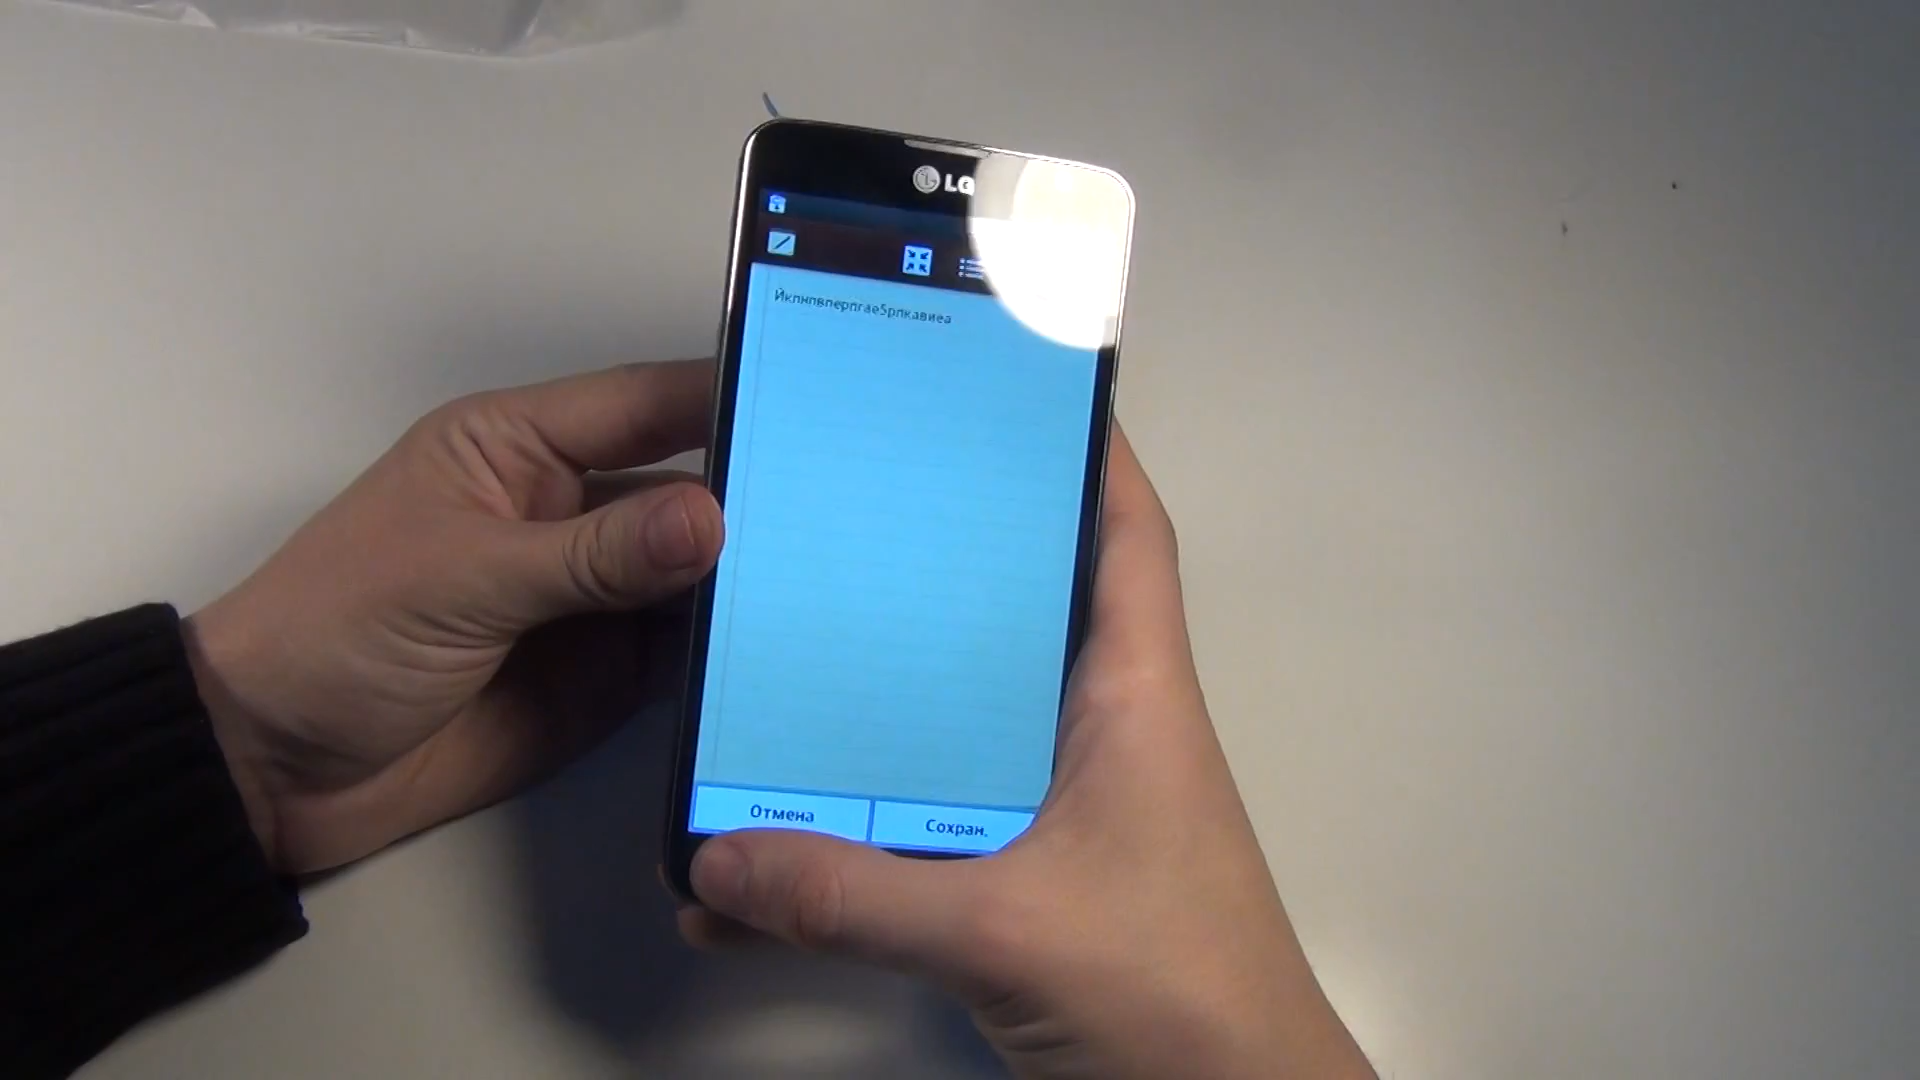 LG
Йкпнпвперпгае5рпкавиеа
Отмена
Сохран.